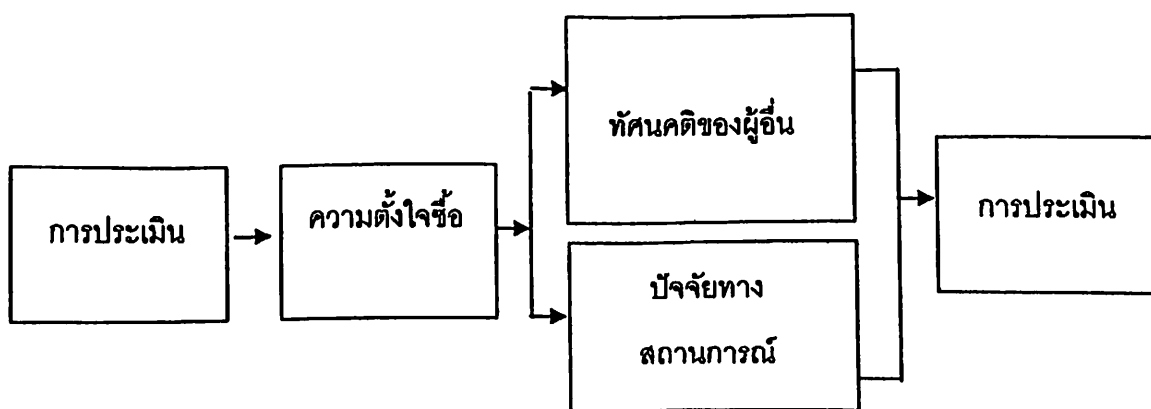 การประเมิน
ความตั้งใจซื้อ
ทัศนคติของผู้อื่น
ปัจจัยทาง
สถานการณ์
การประเมิน